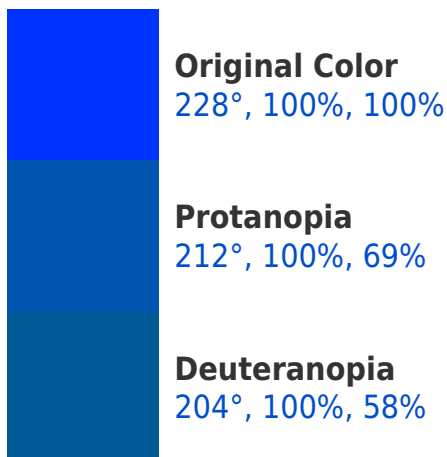 Original Color
228°, 100%, 100%
Protanopia
212°, 100%, 69%
Deuteranopia
204°, 100%, 58%